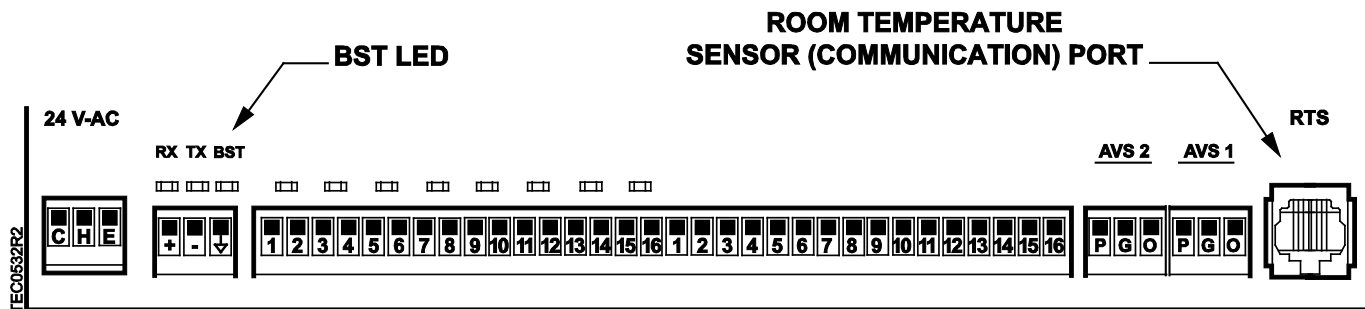 ROOM TEMPERATURE
SENSOR (COMMUNICATION) PORT
BST LED
24 V-AC
RTS
RX TX BST
AVS 2 AVS 1
C H E
+ -
1 2 3 4 5 6 7 8 9 10 11 12 13 14 15 16 1 2 3 4 5 6 7 8 9 10 11 12 13 14 15 16
P G O P G O
TEC0532R2